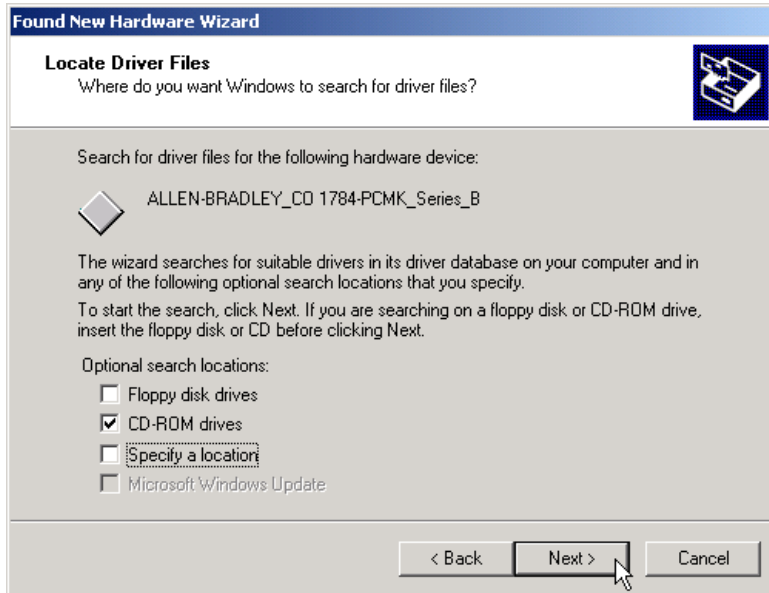 Found New Hardware Wizard
Locate Driver Files
Where do you want Windows to search for driver files?
Search for driver files for the following hardware device:
ALLEN-BRADLEY_CO 1784-PCMK_Series_B
The wizard searches for suitable drivers in its driver database on your computer and in
any of the following optional search locations that you specify.
To start the search, click Next. If you are searching on a floppy disk or CD-ROM drive,
insert the floppy disk or CD before clicking Next.
Optional search locations:
Floppy disk drives
CD-ROM drives
Specify a location
Microsoft Windows Update
< Back Next > Cancel